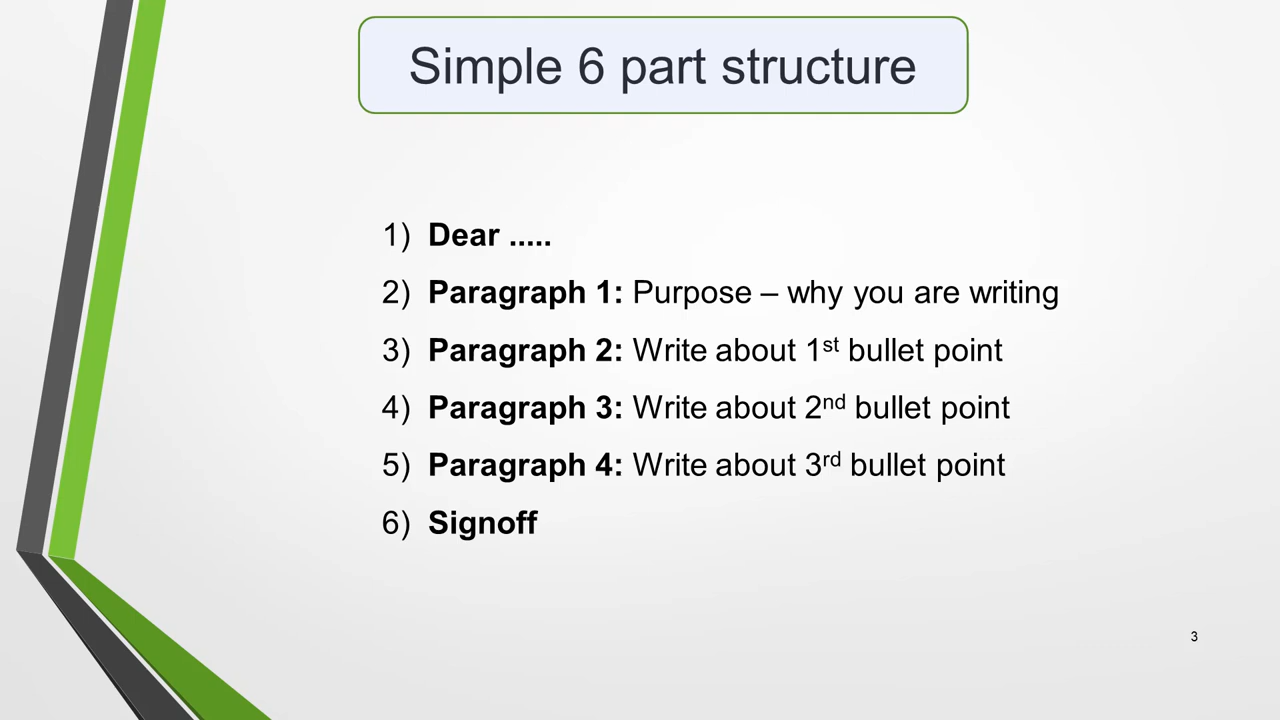 Simple 6 part structure
1) Dear .....
2) Paragraph 1: Purpose – why you are writing
3) Paragraph 2: Write about 1st bullet point
4) Paragraph 3: Write about 2nd bullet point
5) Paragraph 4: Write about 3rd bullet point
6) Signoff
3